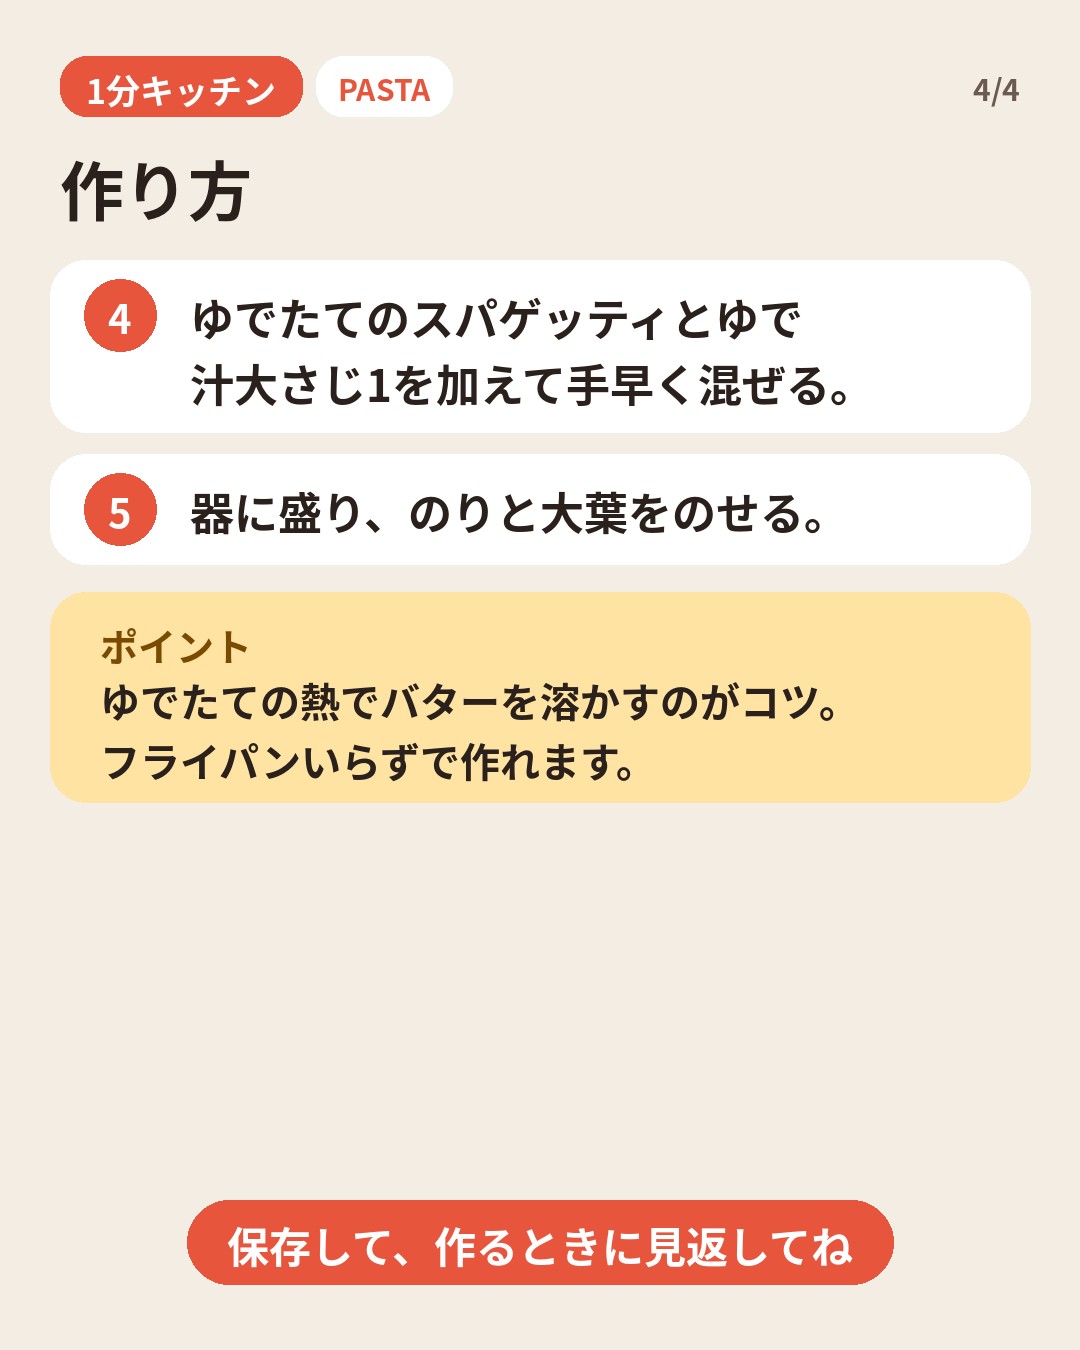 1分キッチン PASTA 4/4
作り方
4 ゆでたてのスパゲッティとゆで
汁大さじ1を加えて手早く混ぜる。
5 器に盛り、のりと大葉をのせる。
ポイント
ゆでたての熱でバターを溶かすのがコツ。
フライパンいらずで作れます。
保存して、作るときに見返してね